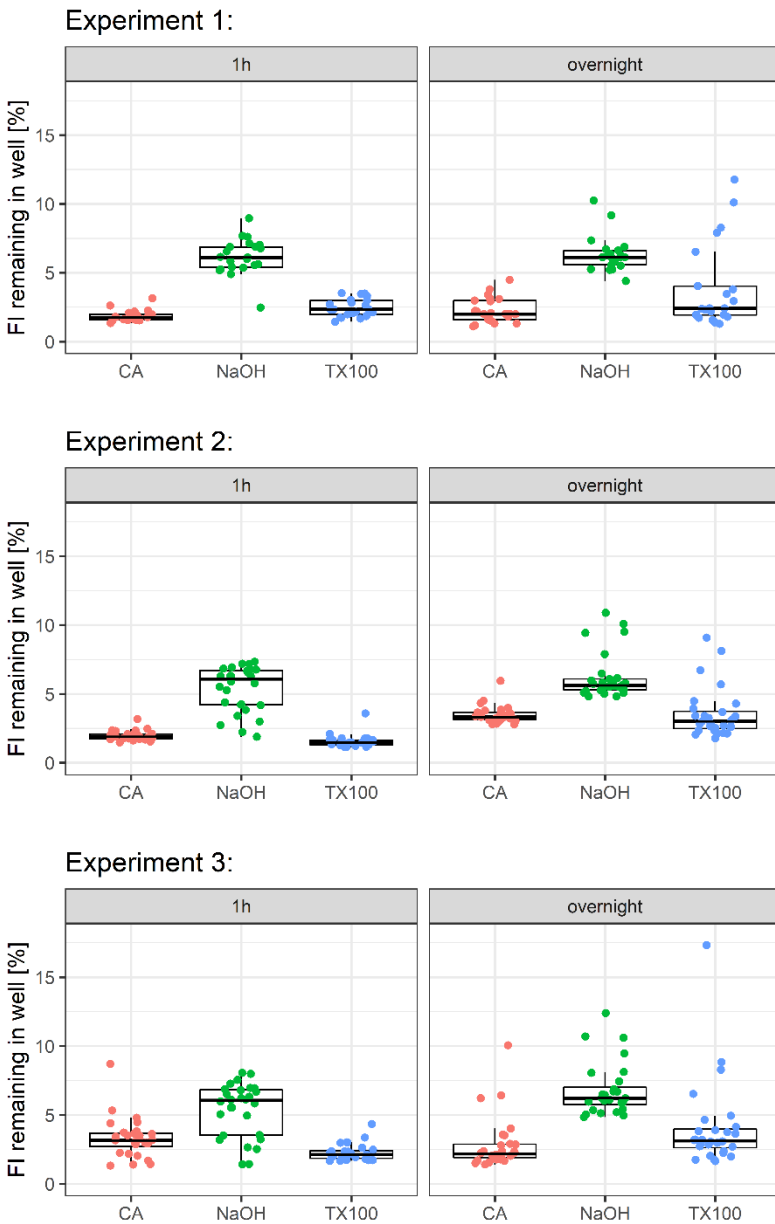 Experiment 1:
1h
overnight
FI remaining in well [%]
15
10
5
0
CA NaOH TX100
CA NaOH TX100
Experiment 2:
1h
overnight
FI remaining in well [%]
15
10
5
0
CA NaOH TX100
CA NaOH TX100
Experiment 3:
1h
overnight
FI remaining in well [%]
15
10
5
0
CA NaOH TX100
CA NaOH TX100